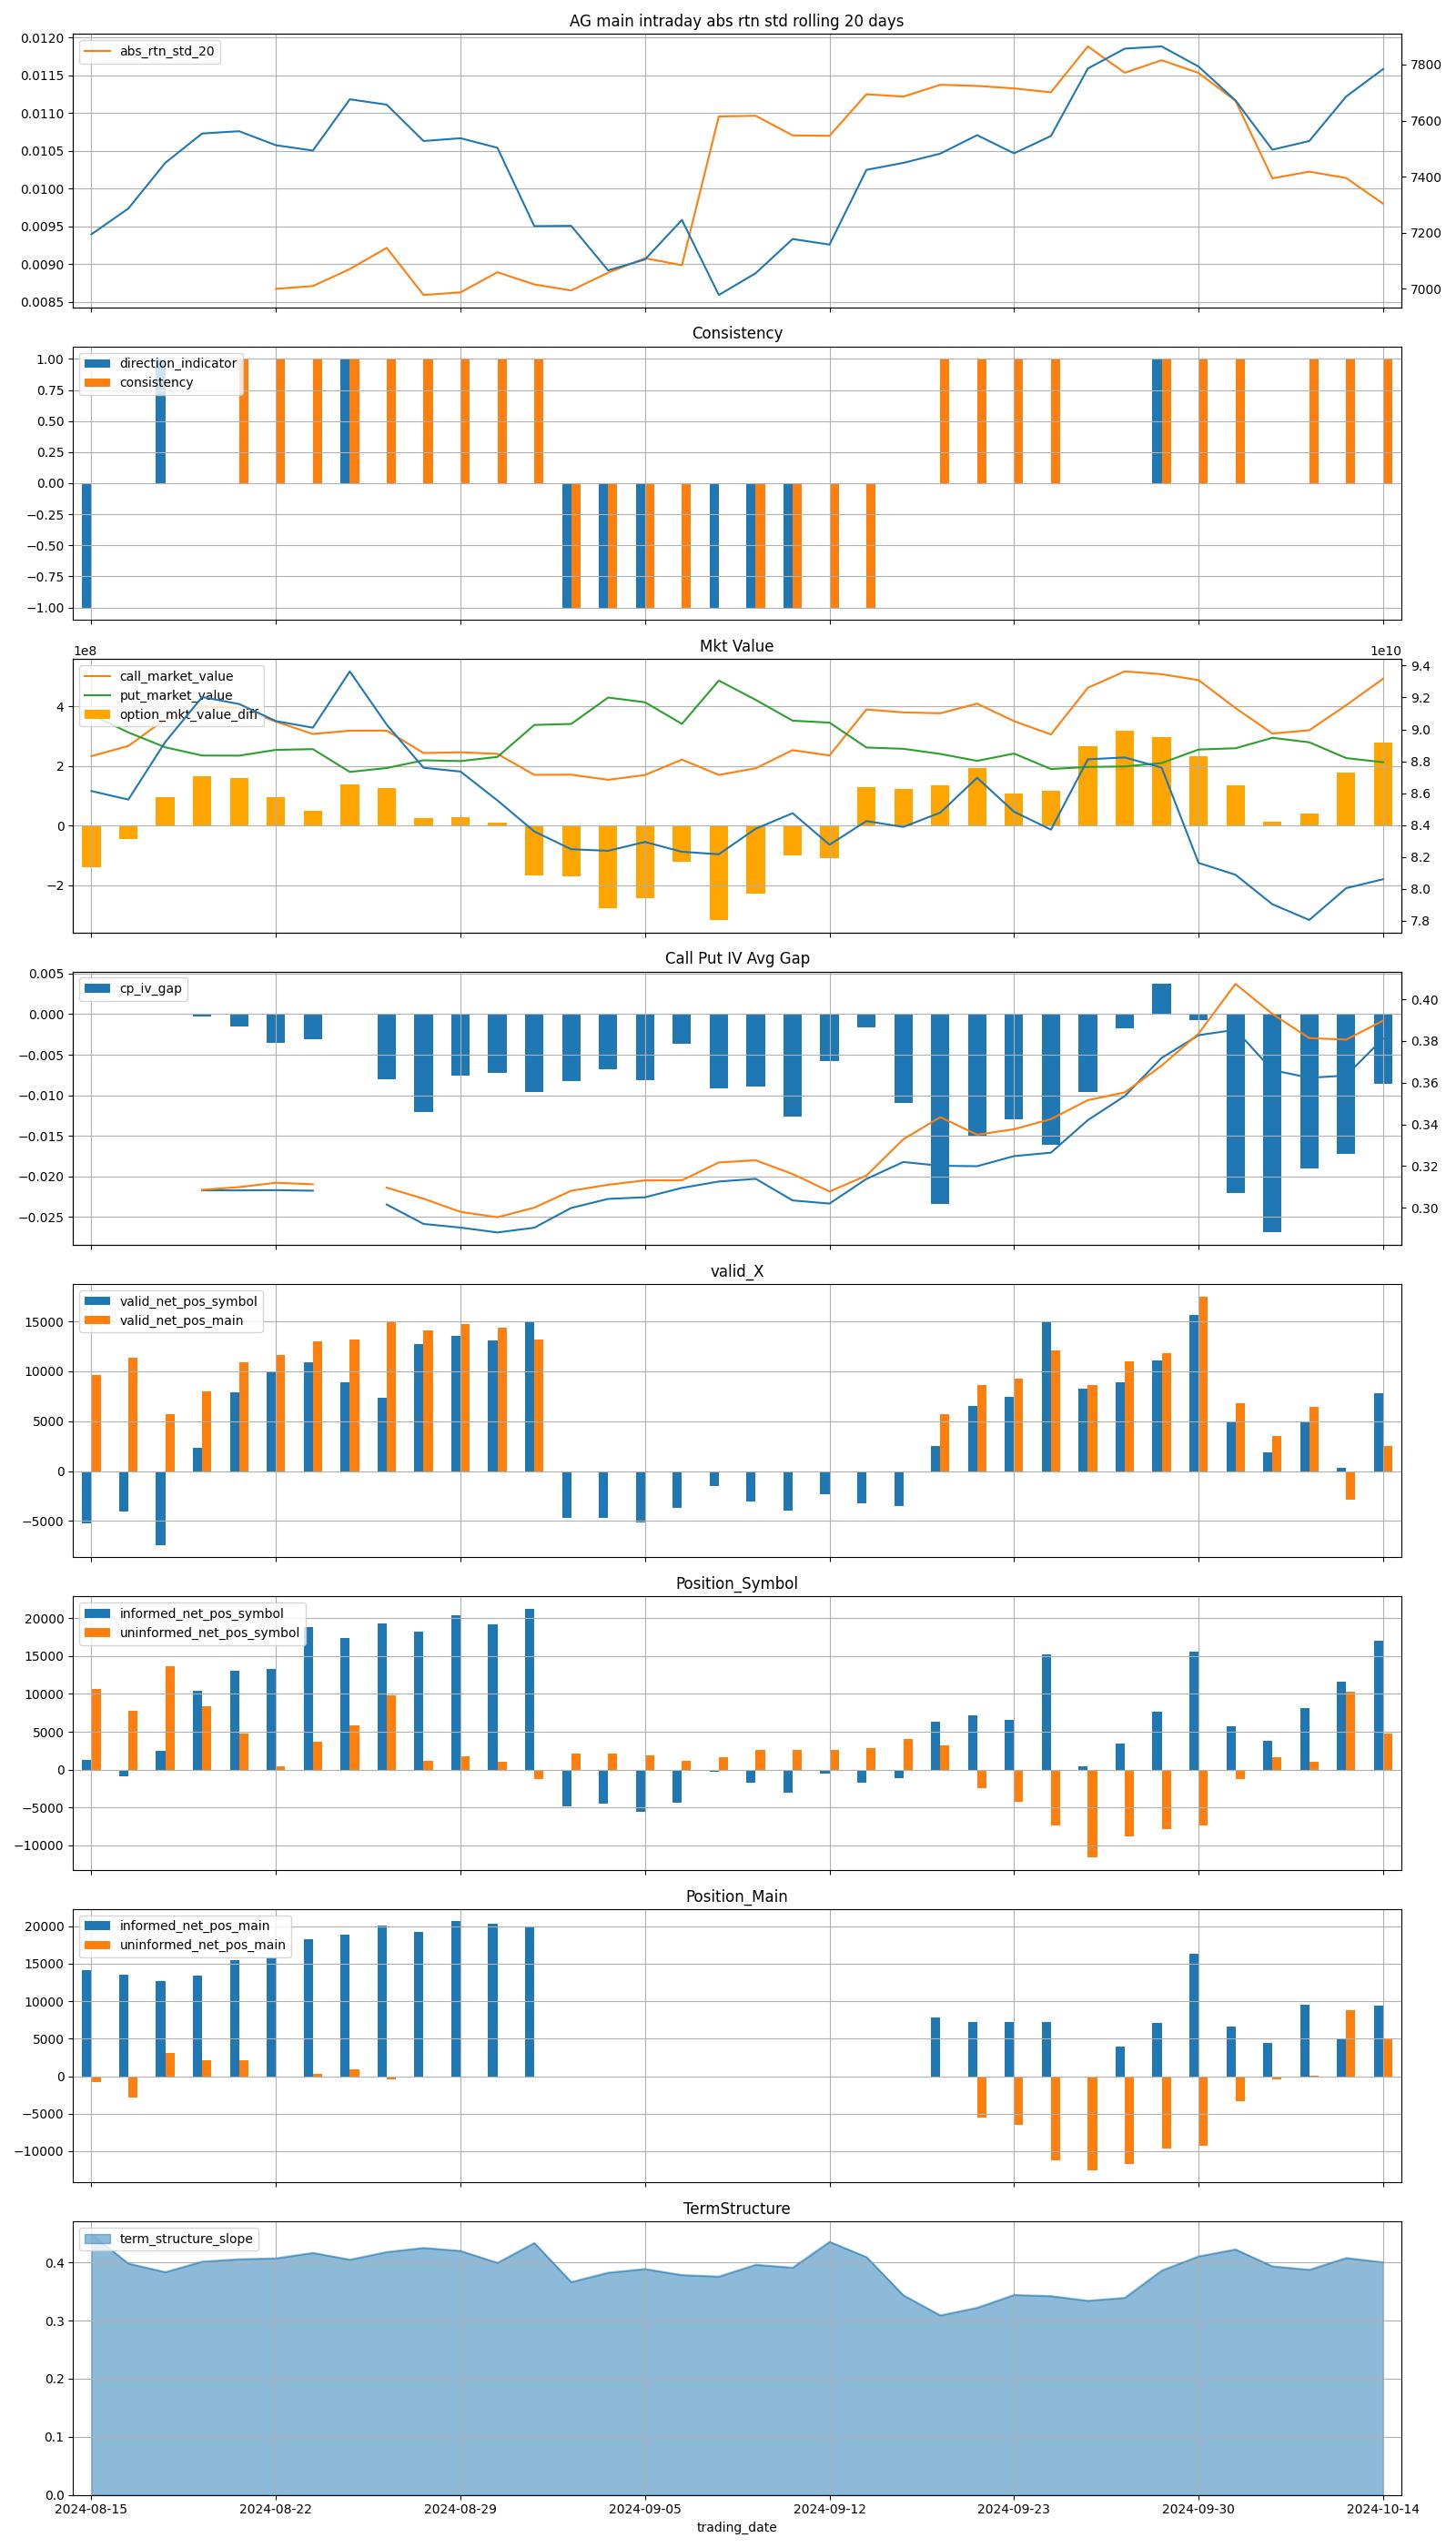 AG main intraday abs rtn std rolling 20 days
abs_rtn_std_20
0.0120
0.0115
0.0110
0.0105
0.0100
0.0095
0.0090
0.0085
7800
7600
7400
7200
7000
Consistency
direction_indicator
consistency
1.00
0.75
0.50
0.25
0.00
−0.25
−0.50
−0.75
−1.00
Mkt Value
1e8
1e10
call_market_value
put_market_value
option_mkt_value_diff
4
2
0
−2
9.4
9.2
9.0
8.8
8.6
8.4
8.2
8.0
7.8
Call Put IV Avg Gap
cp_iv_gap
0.005
0.000
−0.005
−0.010
−0.015
−0.020
−0.025
0.40
0.38
0.36
0.34
0.32
0.30
valid_X
valid_net_pos_symbol
valid_net_pos_main
15000
10000
5000
0
−5000
Position_Symbol
informed_net_pos_symbol
uninformed_net_pos_symbol
20000
15000
10000
5000
0
−5000
−10000
Position_Main
informed_net_pos_main
uninformed_net_pos_main
20000
15000
10000
5000
0
−5000
−10000
TermStructure
term_structure_slope
0.4
0.3
0.2
0.1
0.0
2024-08-15 2024-08-22 2024-08-29 2024-09-05 2024-09-12 2024-09-23 2024-09-30 2024-10-14
trading_date